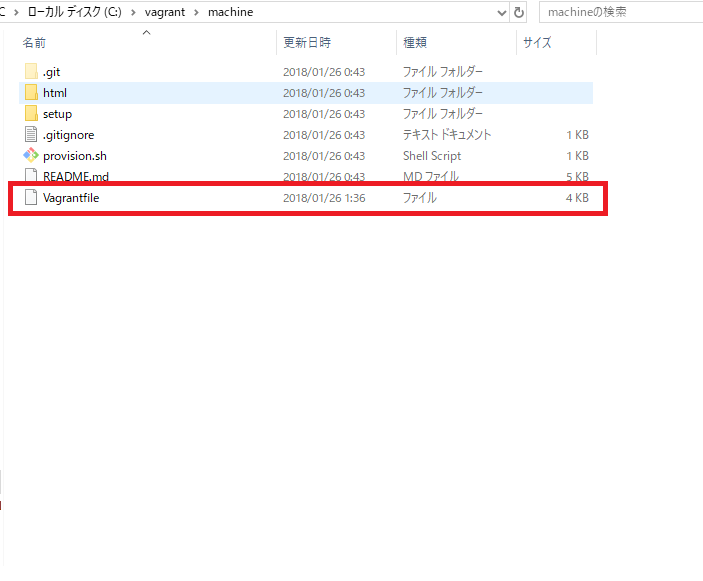 C > ローカル ディスク (C:) > vagrant > machine machineの検索
名前 更新日時 種類 サイズ
.git 2018/01/26 0:43 ファイル フォルダー
html 2018/01/26 0:43 ファイル フォルダー
setup 2018/01/26 0:43 ファイル フォルダー
.gitignore 2018/01/26 0:43 テキスト ドキュメント 1 KB
provision.sh 2018/01/26 0:43 Shell Script 1 KB
README.md 2018/01/26 0:43 MD ファイル 5 KB
Vagrantfile 2018/01/26 1:36 ファイル 4 KB